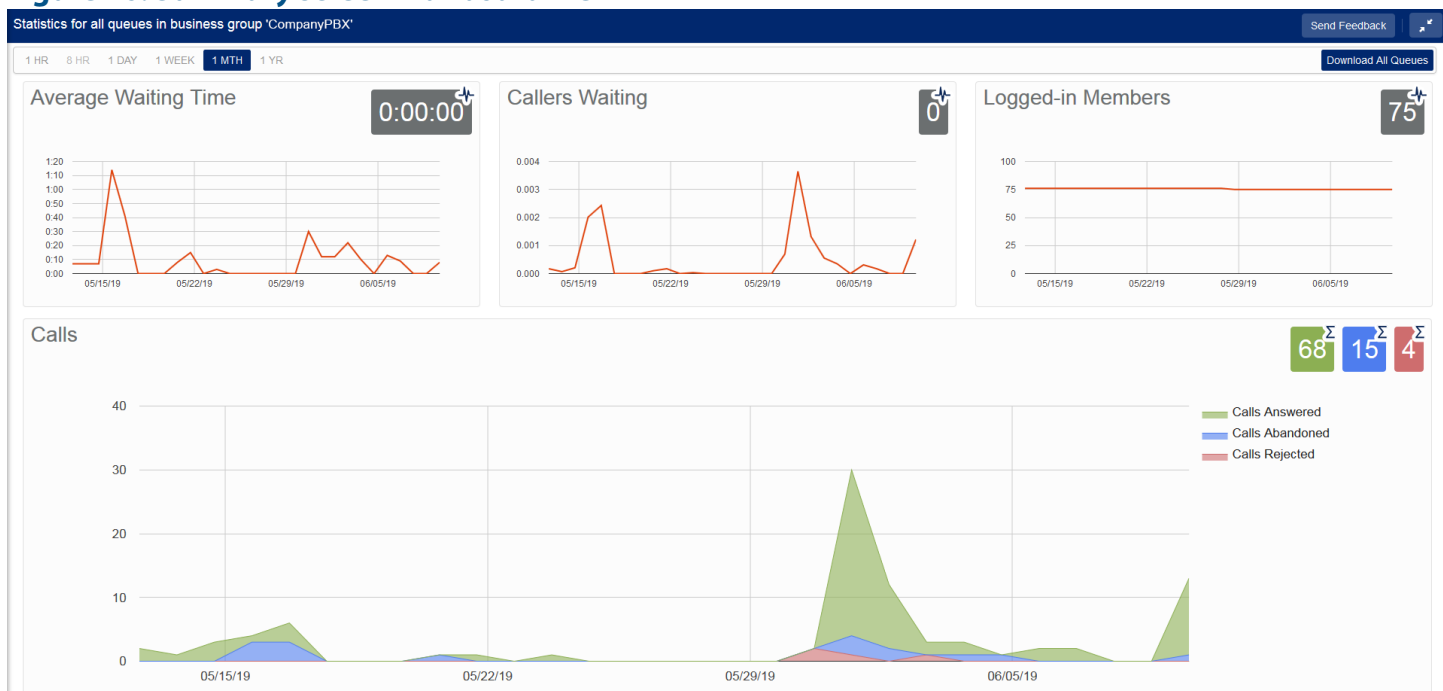 Statistics for all queues in business group 'CompanyPBX'
Send Feedback
1 HR 8 HR 1 DAY 1 WEEK 1 MTH 1 YR
Download All Queues
Average Waiting Time
0:00:00
1:20
1:10
1:00
0:50
0:40
0:30
0:20
0:10
0:00
05/15/19 05/22/19 05/29/19 06/05/19
Callers Waiting
0
0.004
0.003
0.002
0.001
0.000
05/15/19 05/22/19 05/29/19 06/05/19
Logged-in Members
75
100
75
50
25
0
05/15/19 05/22/19 05/29/19 06/05/19
Calls
68 Σ 15 Σ 4 Σ
40
30
20
10
0
05/15/19 05/22/19 05/29/19 06/05/19
Calls Answered
Calls Abandoned
Calls Rejected